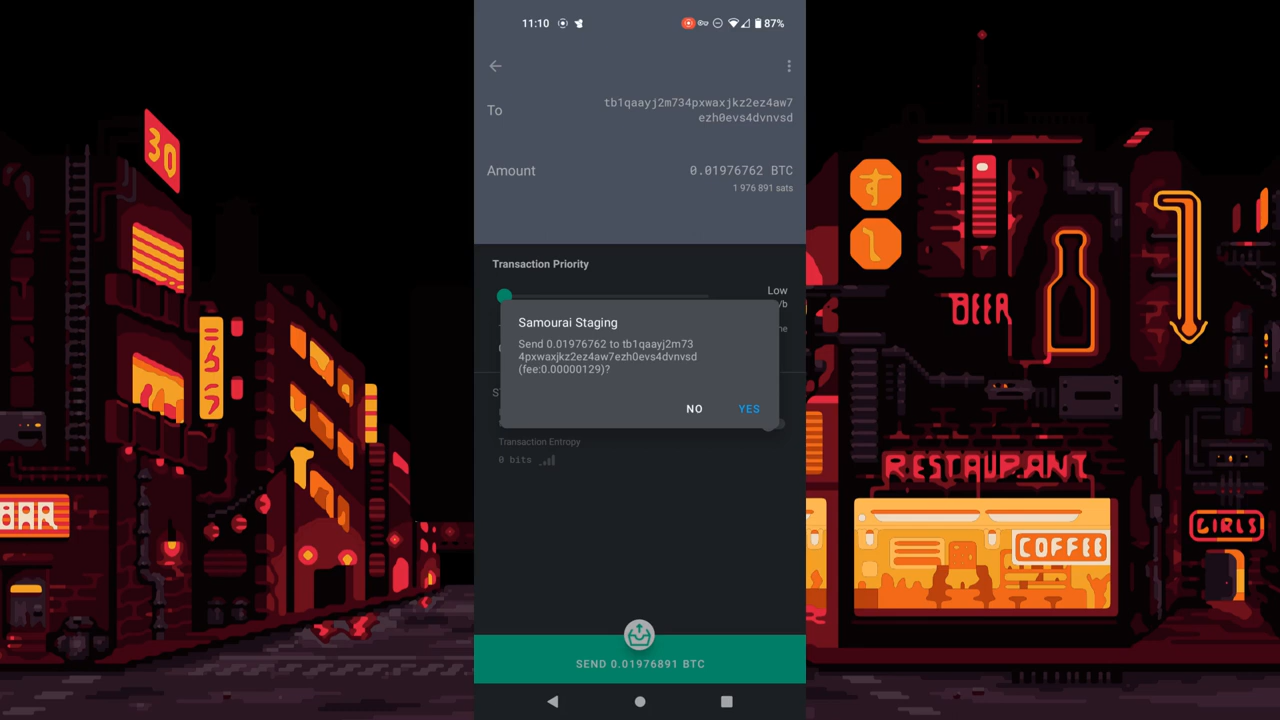 11:10
87%
To
tb1qaayj2m734pxwaxjkz2ez4aw7
ezh0evs4dvnvsd
Amount
0.01976762 BTC
1 976 891 sats
Transaction Priority
Low
/b
Samourai Staging
Send 0.01976762 to tb1qaayj2m73
4pxwaxjkz2ez4aw7ezh0evs4dvnvsd
(fee:0.00000129)?
NO
YES
Transaction Entropy
0 bits
SEND 0.01976891 BTC
30
BAR
す
し
BEER
RESTAURANT
COFFEE
GIRLS